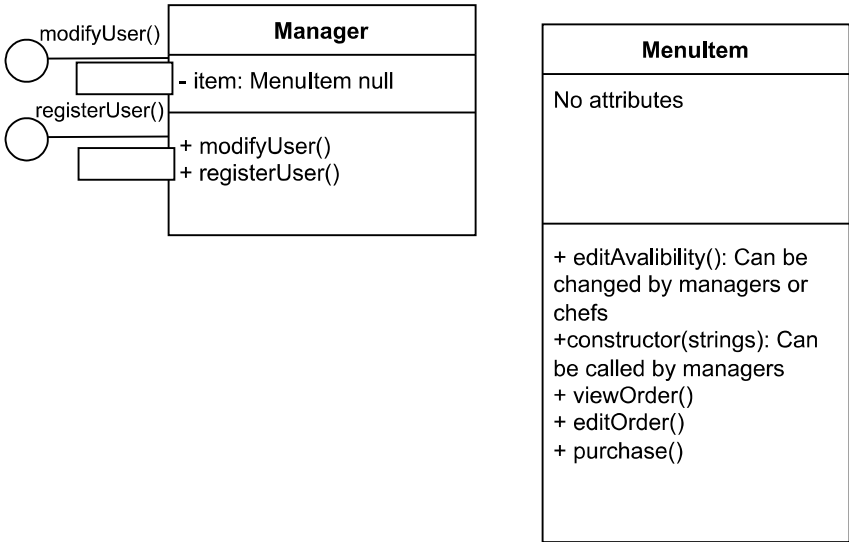 modifyUser()
registerUser()
Manager
- item: MenuItem null
+ modifyUser()
+ registerUser()
MenuItem
No attributes
+ editAvalibility(): Can be
changed by managers or
chefs
+constructor(strings): Can
be called by managers
+ viewOrder()
+ editOrder()
+ purchase()